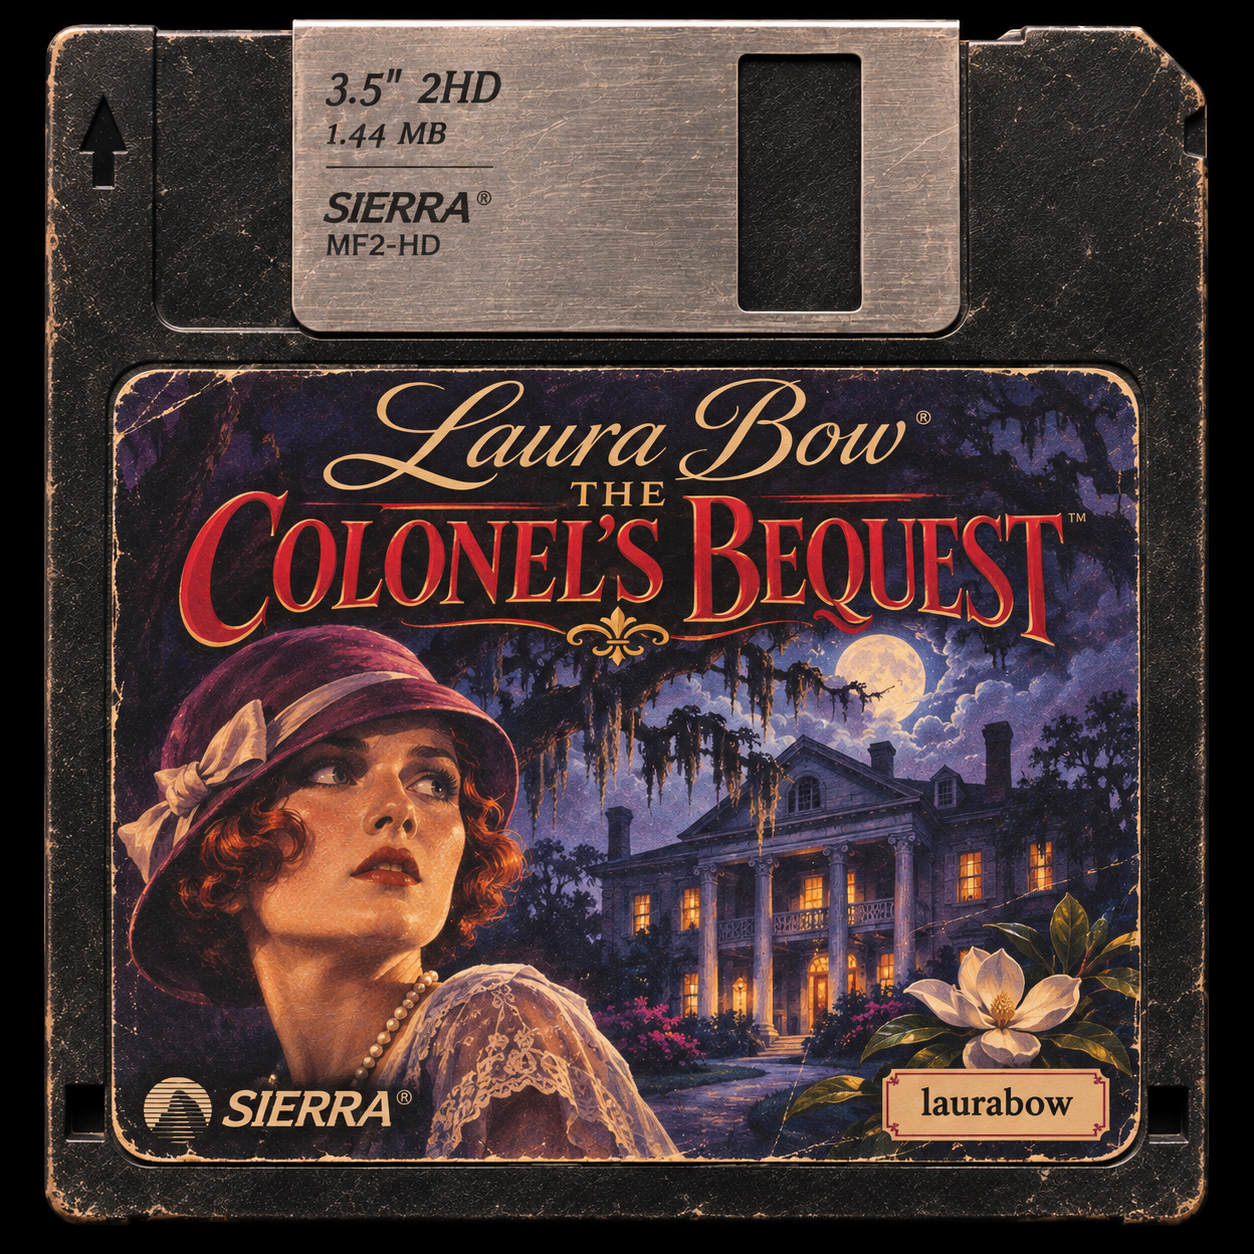 3.5" 2HD
1.44 MB
SIERRA®
MF2-HD
Laura Bow®
THE
COLONEL'S BEQUEST™
SIERRA®
laurabow